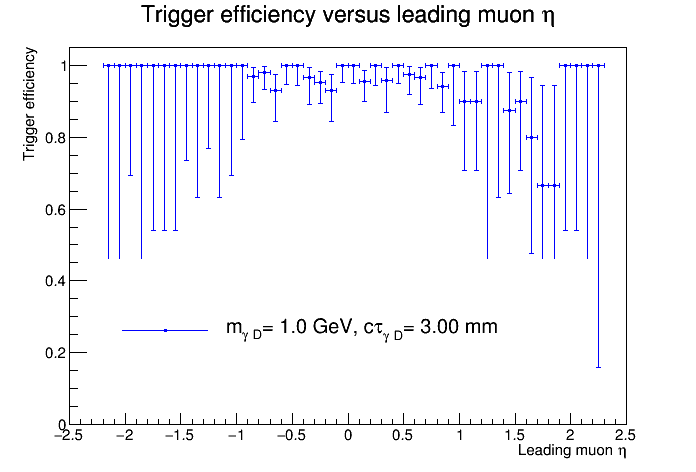 Trigger efficiency versus leading muon η
Trigger efficiency
1
0.8
0.6
0.4
0.2
0
m_γ D= 1.0 GeV, cτ_γ D= 3.00 mm
−2.5 −2 −1.5 −1 −0.5 0 0.5 1 1.5 2 2.5
Leading muon η